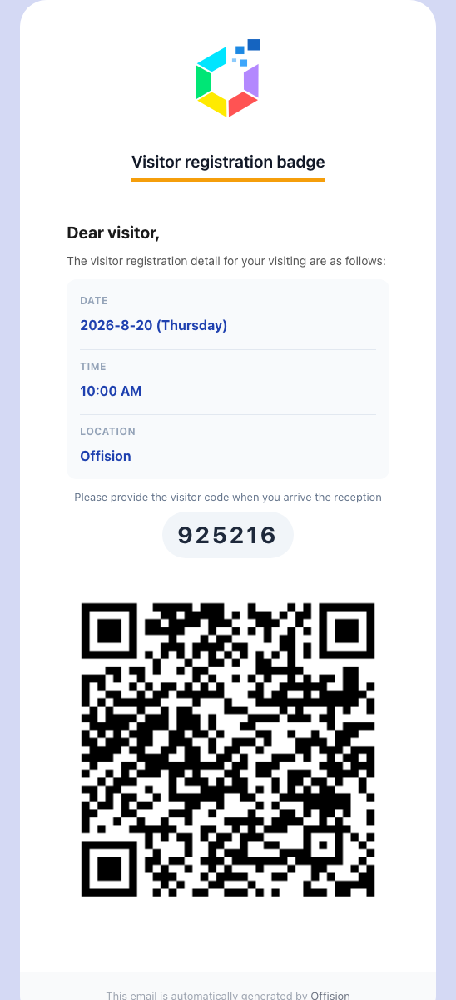 Visitor registration badge
Dear visitor,
The visitor registration detail for your visiting are as follows:
DATE
2026-8-20 (Thursday)
TIME
10:00 AM
LOCATION
Offision
Please provide the visitor code when you arrive the reception
925216
This email is automatically generated by Offision